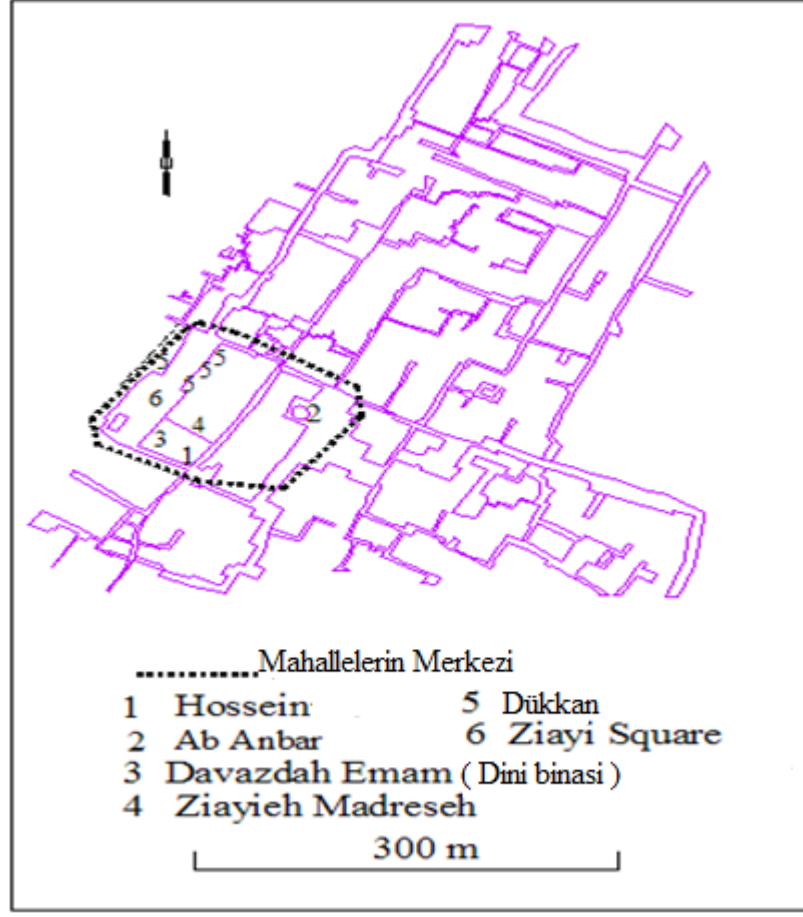 5
5
5
5
6
2
4
3
1
Mahallelerin Merkezi
1 Hossein
5 Dükkan
2 Ab Anbar
6 Ziayi Square
3 Davazdah Emam ( Dini binasi )
4 Ziayieh Madreseh
300 m